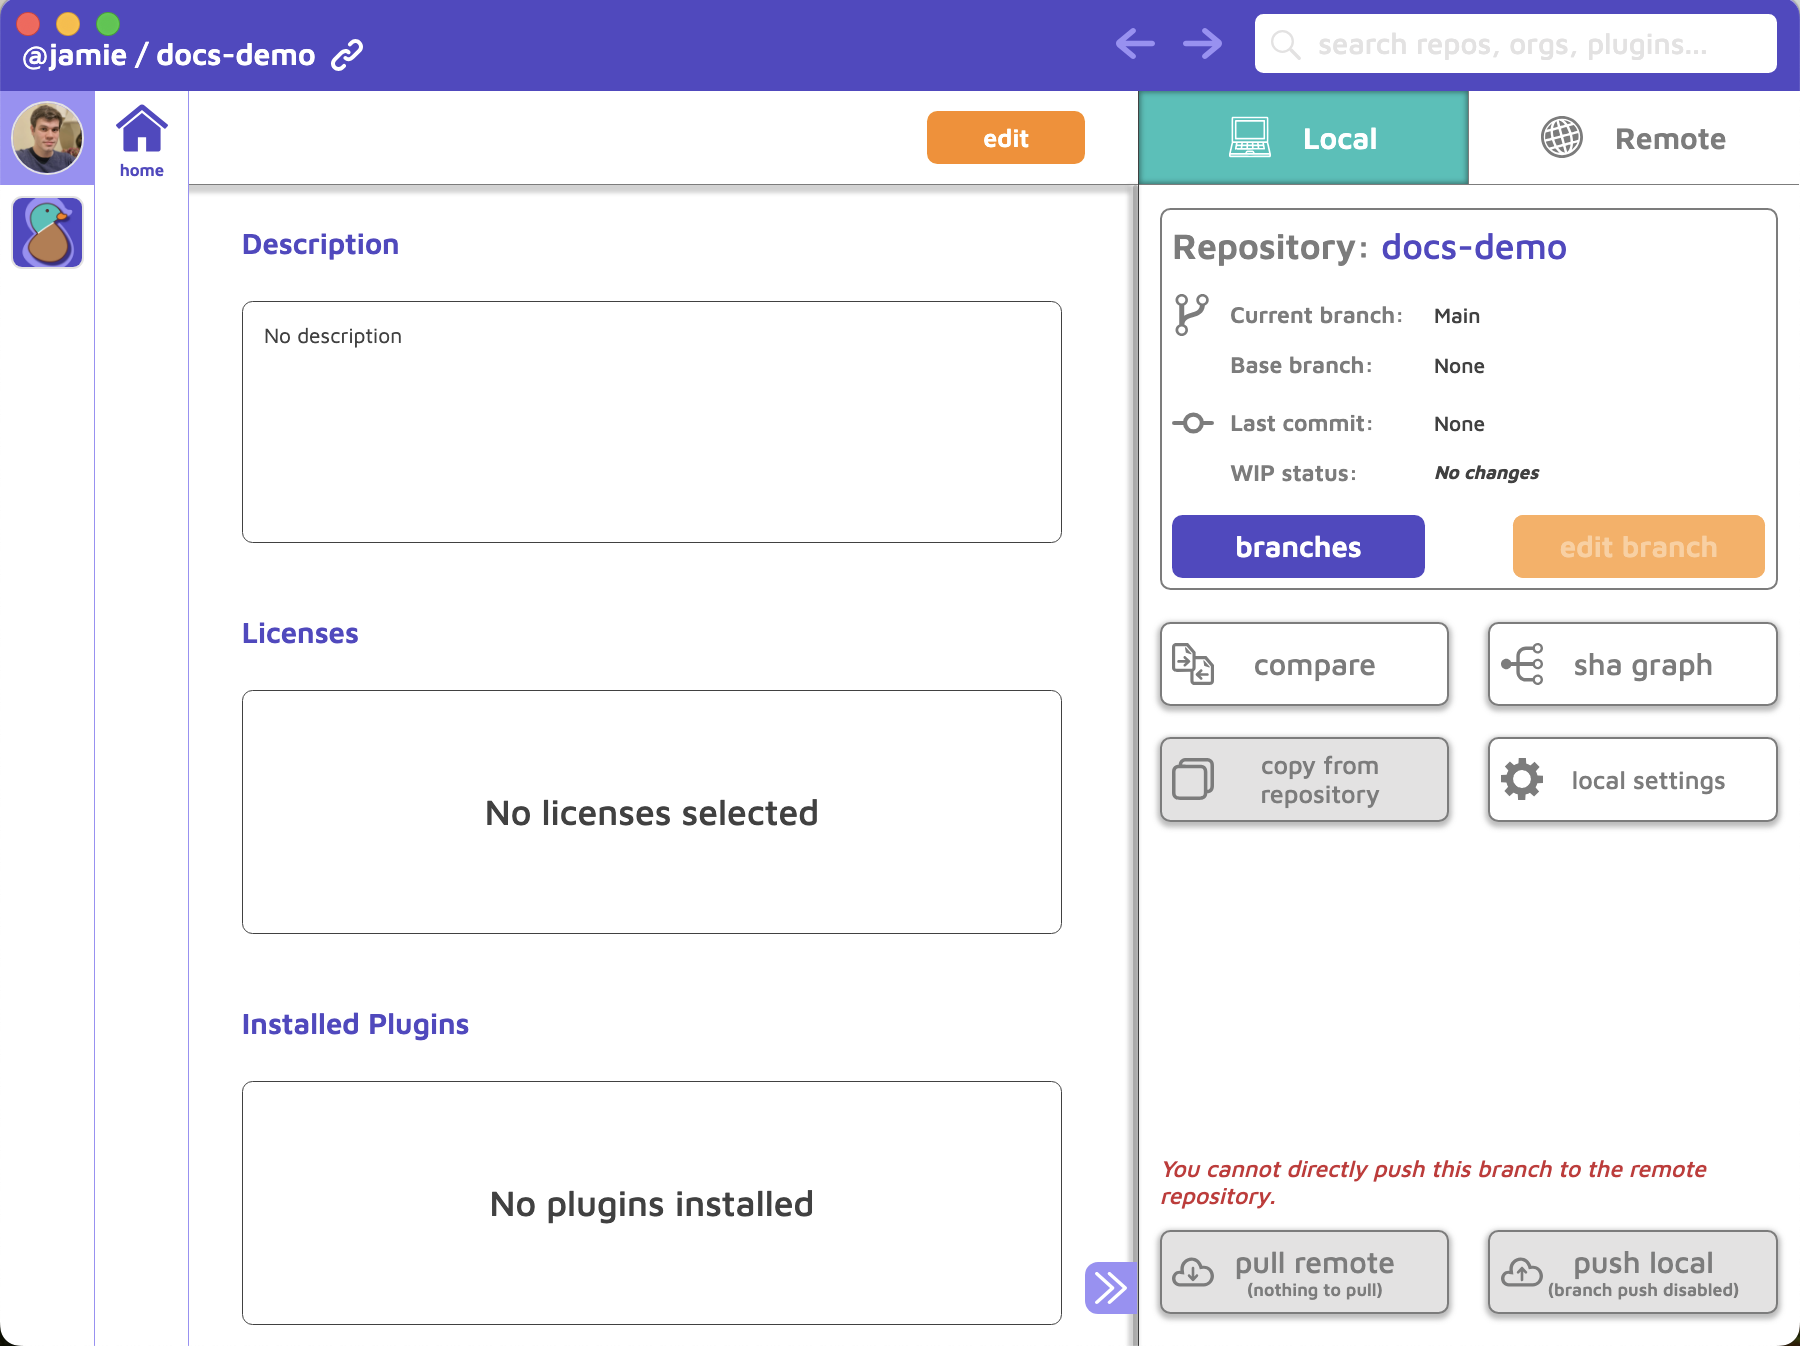 @jamie / docs-demo
search repos, orgs, plugins...
home
edit
Local
Remote
Description
No description
Licenses
No licenses selected
Installed Plugins
No plugins installed
Repository: docs-demo
Current branch: Main
Base branch: None
Last commit: None
WIP status: No changes
branches
edit branch
compare
sha graph
copy from
repository
local settings
You cannot directly push this branch to the remote
repository.
pull remote
(nothing to pull)
push local
(branch push disabled)